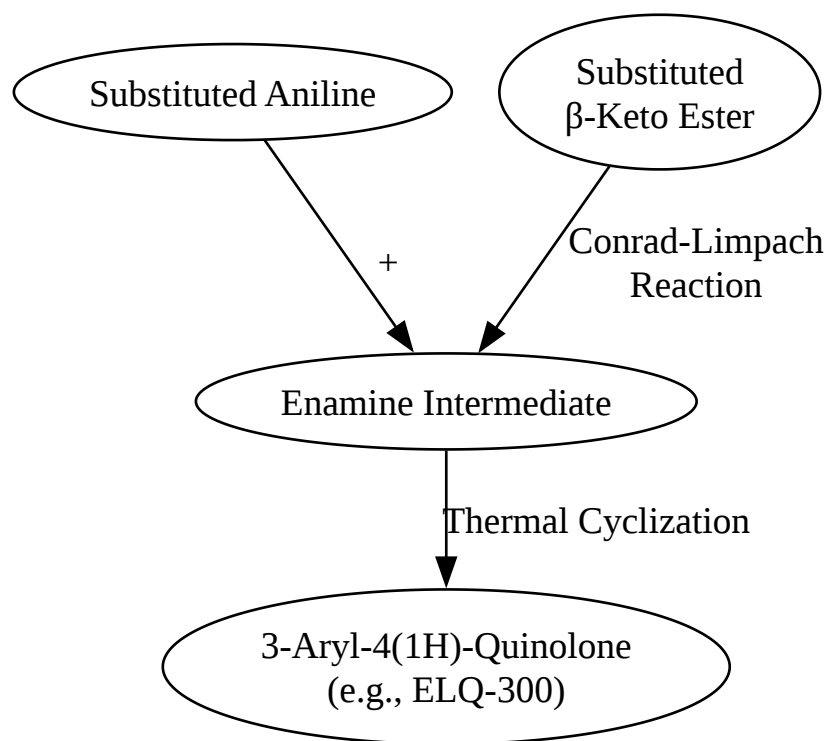 Substituted Aniline
Substituted
β-Keto Ester
+
Conrad-Limpach
Reaction
Enamine Intermediate
Thermal Cyclization
3-Aryl-4(1H)-Quinolone
(e.g., ELQ-300)